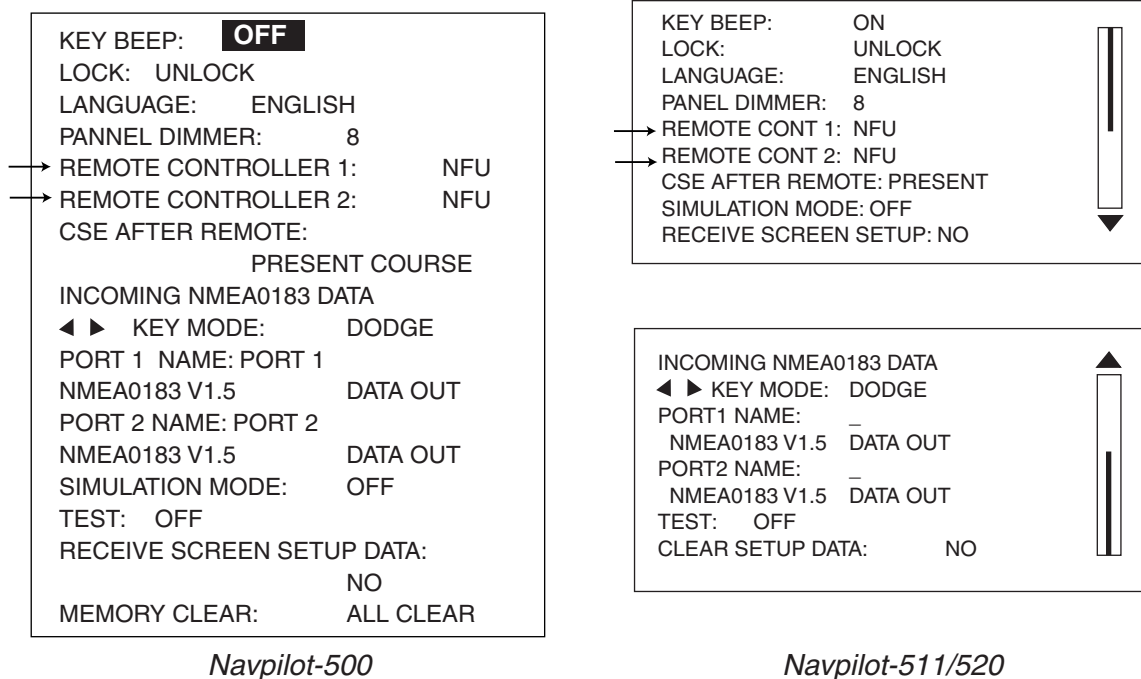 KEY BEEP: OFF
LOCK: UNLOCK
LANGUAGE: ENGLISH
PANNEL DIMMER: 8
REMOTE CONTROLLER 1: NFU
REMOTE CONTROLLER 2: NFU
CSE AFTER REMOTE:
PRESENT COURSE
INCOMING NMEA0183 DATA
◀ ▶ KEY MODE: DODGE
PORT 1 NAME: PORT 1
NMEA0183 V1.5 DATA OUT
PORT 2 NAME: PORT 2
NMEA0183 V1.5 DATA OUT
SIMULATION MODE: OFF
TEST: OFF
RECEIVE SCREEN SETUP DATA:
NO
MEMORY CLEAR: ALL CLEAR
Navpilot-500
KEY BEEP: ON
LOCK: UNLOCK
LANGUAGE: ENGLISH
PANEL DIMMER: 8
REMOTE CONT 1: NFU
REMOTE CONT 2: NFU
CSE AFTER REMOTE: PRESENT
SIMULATION MODE: OFF
RECEIVE SCREEN SETUP: NO
INCOMING NMEA0183 DATA
◀ ▶ KEY MODE: DODGE
PORT1 NAME: _
NMEA0183 V1.5 DATA OUT
PORT2 NAME: _
NMEA0183 V1.5 DATA OUT
TEST: OFF
CLEAR SETUP DATA: NO
Navpilot-511/520